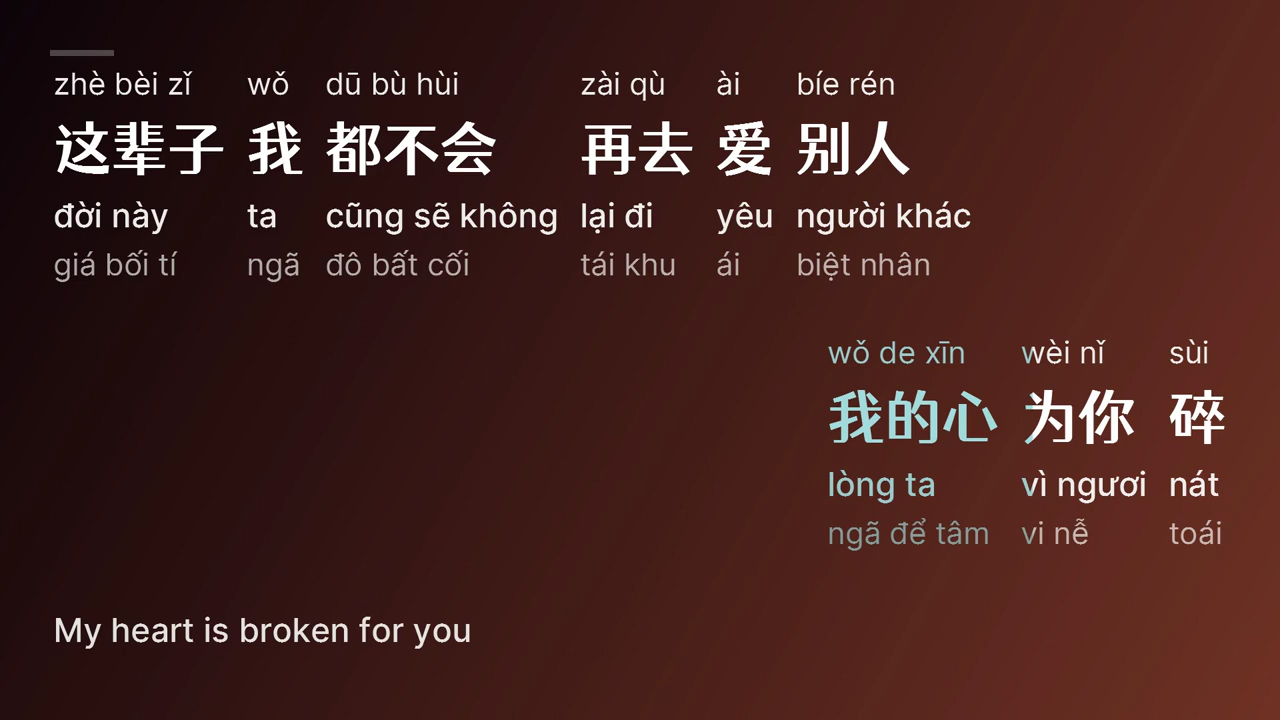 zhè bèi zǐ wǒ dū bù hùi zài qù ài bíe rén
这辈子 我 都不会 再去 爱 别人
đời này ta cũng sẽ không lại đi yêu người khác
giá bối tí ngã đô bất cối tái khu ái biệt nhân
wǒ de xīn wèi nǐ sùi
我的心 为你 碎
lòng ta vì ngươi nát
ngã để tâm vi nễ toái
My heart is broken for you